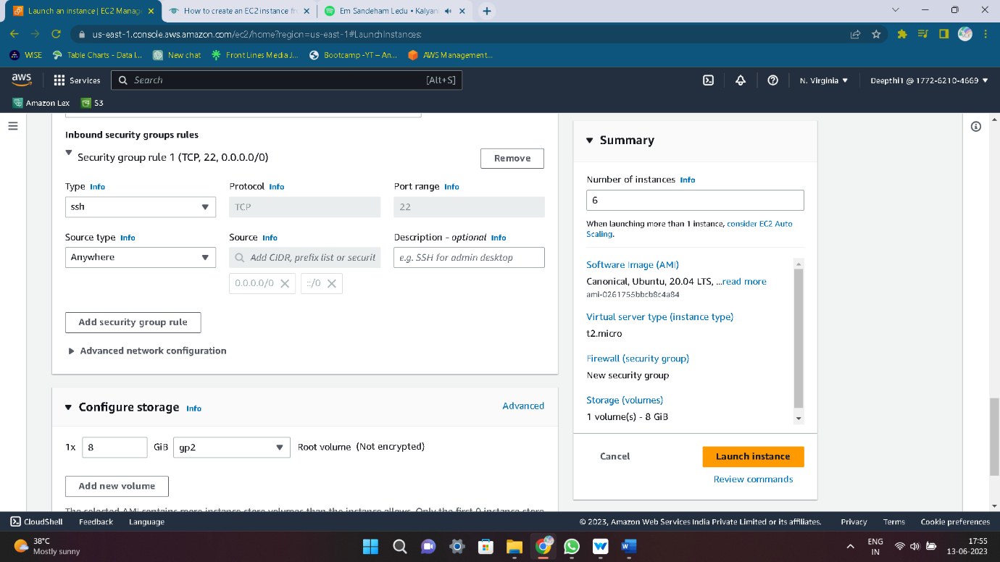 Launch an instance | EC2 Manag
How to create an EC2 instance fr
Em Sandeham Ledu • Kalyani
us-east-1.console.aws.amazon.com/ec2/home?region=us-east-1#LaunchInstances:
WISE
Table Charts - Data I...
New chat
Front Lines Media J...
Bootcamp -YT – An...
AWS Management...
aws
Services
Search
[Alt+S]
N. Virginia
Deepthi1 @ 1772-6210-4669
Amazon Lex
S3
Inbound security groups rules
Security group rule 1 (TCP, 22, 0.0.0.0/0)
Remove
Type Info
Protocol Info
Port range Info
ssh
TCP
22
Source type Info
Source Info
Description - optional Info
Anywhere
Add CIDR, prefix list or securit
e.g. SSH for admin desktop
0.0.0.0/0
::/0
Add security group rule
Advanced network configuration
Configure storage Info
Advanced
1x
8
GiB
gp2
Root volume (Not encrypted)
Add new volume
The selected AMI contains more instance store volumes than the instance allows. Only the first 0 instance store
Summary
Number of instances Info
6
When launching more than 1 instance, consider EC2 Auto
Scaling.
Software Image (AMI)
Canonical, Ubuntu, 20.04 LTS, ...read more
ami-0261755bbcb8c4a84
Virtual server type (instance type)
t2.micro
Firewall (security group)
New security group
Storage (volumes)
1 volume(s) - 8 GiB
Cancel
Launch instance
Review commands
CloudShell
Feedback
Language
© 2023, Amazon Web Services India Private Limited or its affiliates.
Privacy
Terms
Cookie preferences
38°C
Mostly sunny
ENG
IN
17:55
13-06-2023